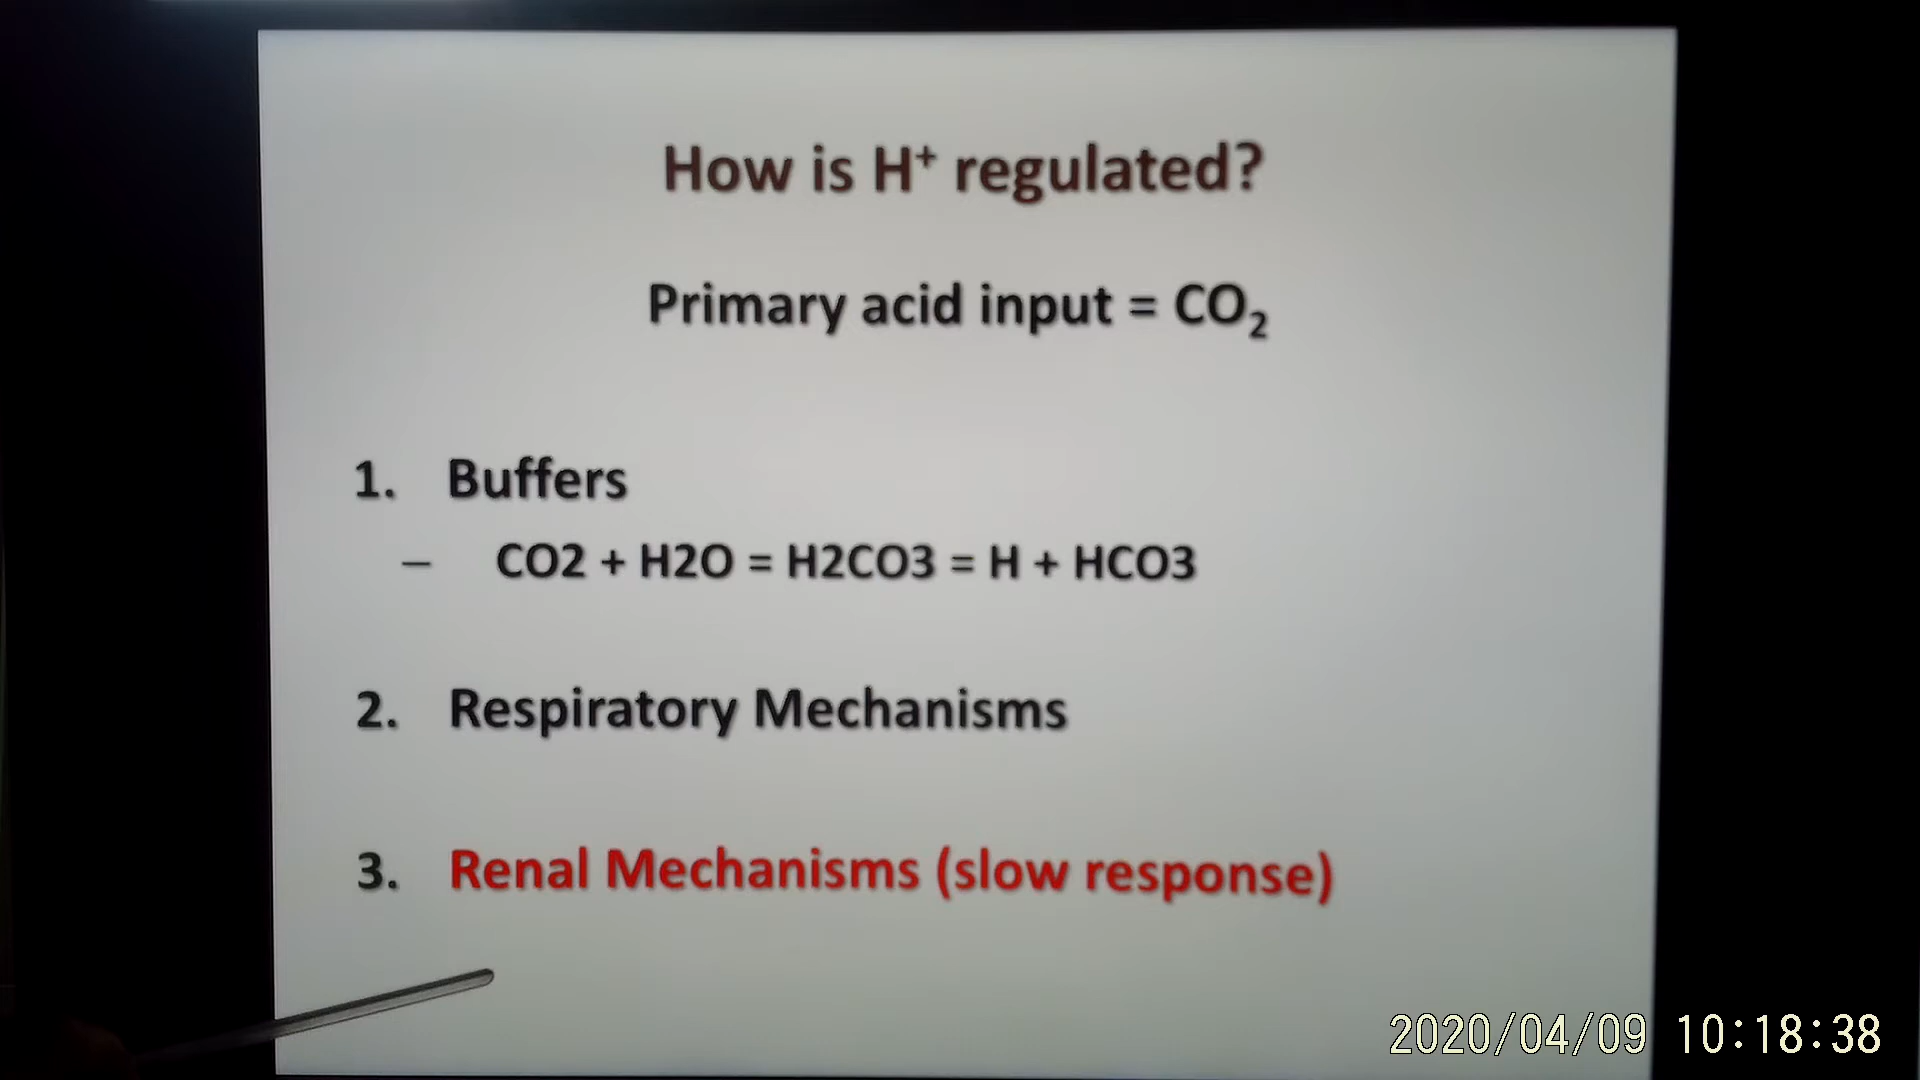 How is H⁺ regulated?
Primary acid input = CO₂
1. Buffers
– CO2 + H2O = H2CO3 = H + HCO3
2. Respiratory Mechanisms
3. Renal Mechanisms (slow response)
2020/04/09 10:18:38